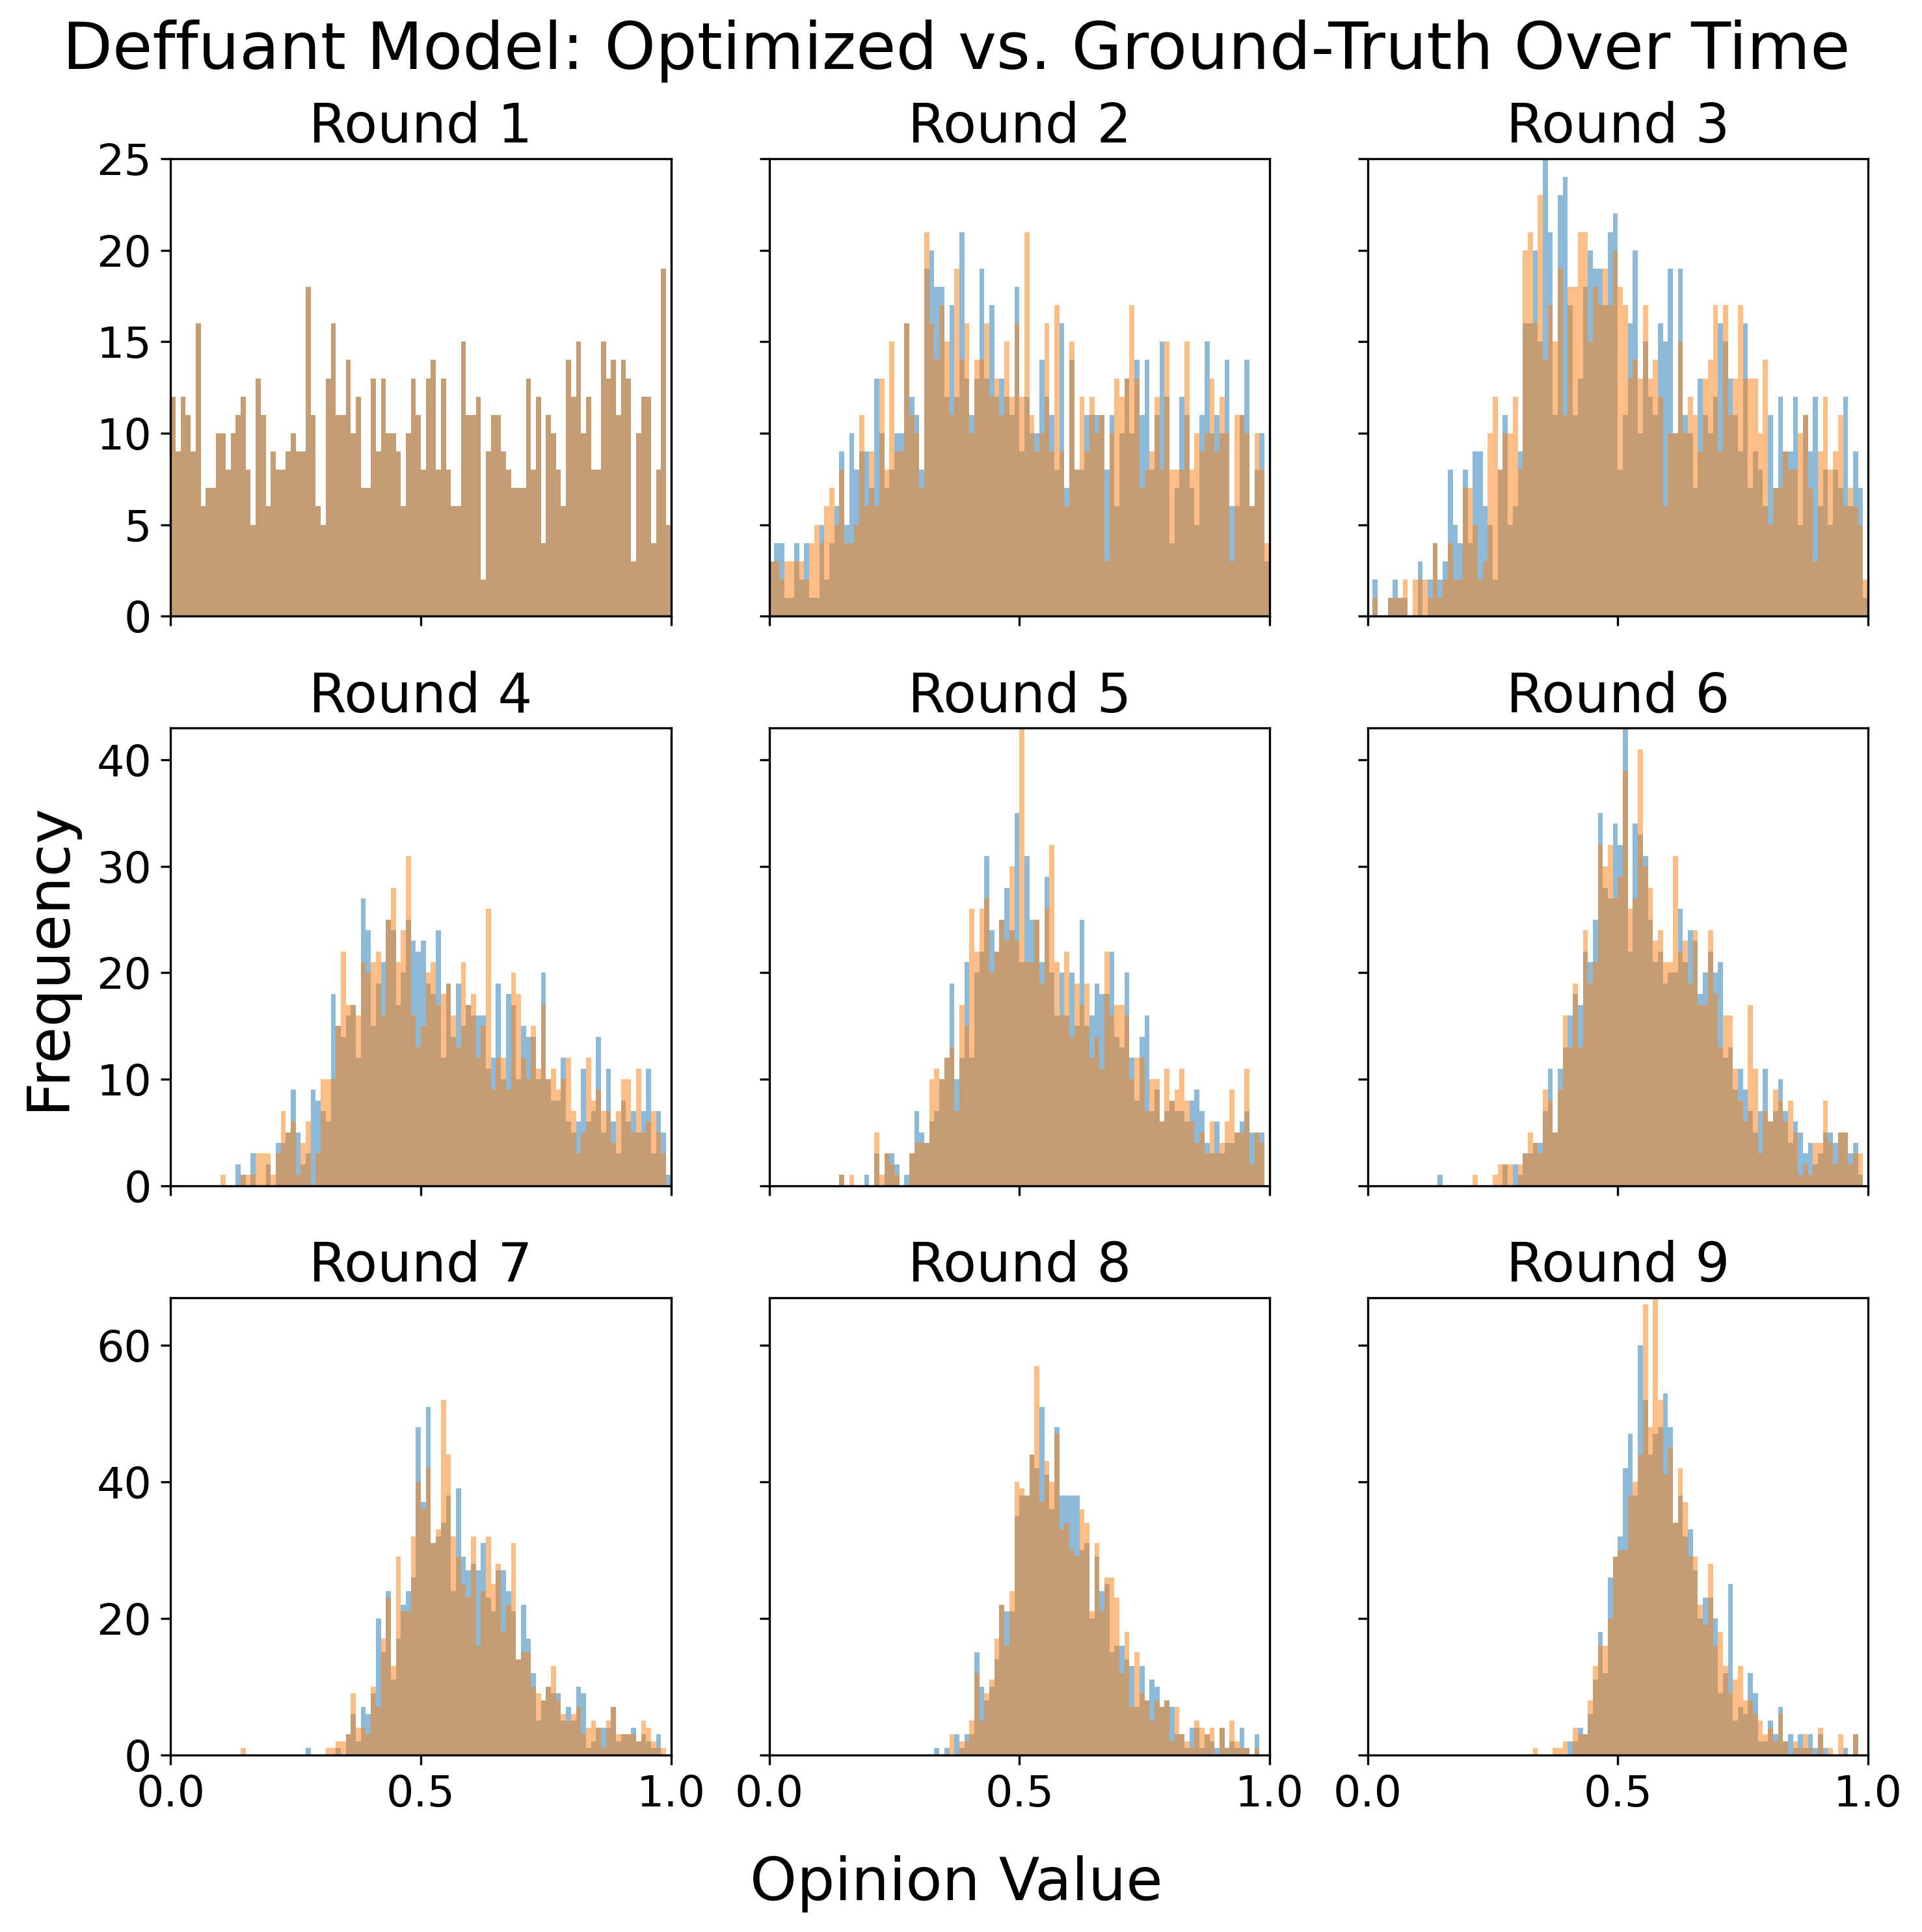 Deffuant Model: Optimized vs. Ground-Truth Over Time
Round 1
Round 2
Round 3
25
20
15
10
5
0
Round 4
Round 5
Round 6
40
30
20
10
0
Frequency
Round 7
Round 8
Round 9
60
40
20
0
0.0 0.5 1.0
0.0 0.5 1.0
0.0 0.5 1.0
Opinion Value